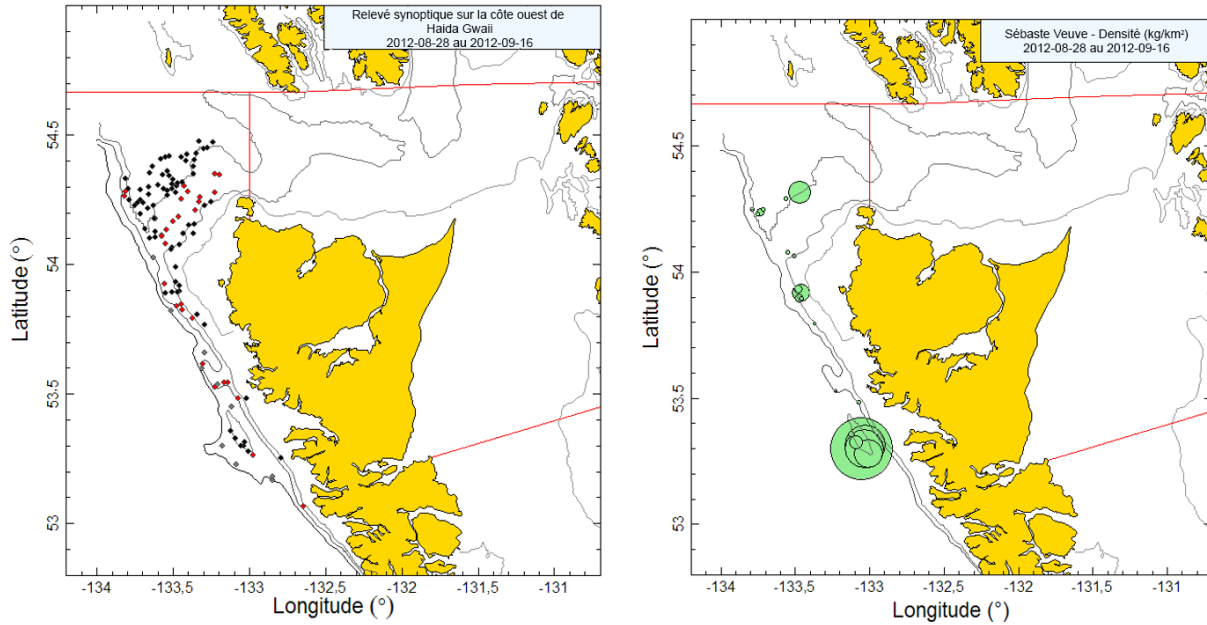 Relevé synoptique sur la côte ouest de
Haida Gwaii
2012-08-28 au 2012-09-16
54,5
54
53,5
53
Latitude (°)
-134
-133,5
-133
-132,5
-132
-131,5
-131
Longitude (°)
Sébaste Veuve - Densité (kg/km²)
2012-08-28 au 2012-09-16
54,5
54
53,5
53
Latitude (°)
-134
-133,5
-133
-132,5
-132
-131,5
-131
Longitude (°)